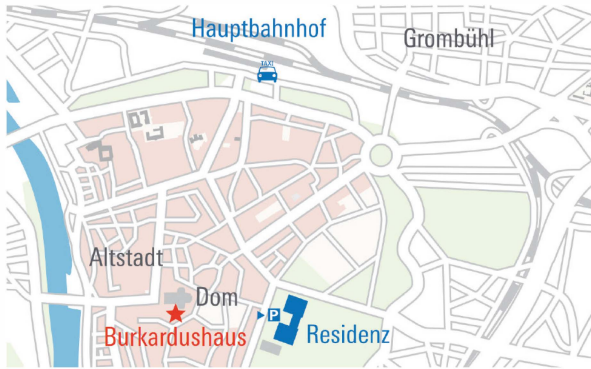 Hauptbahnhof
Grombühl
TAXI
Altstadt
Dom
P
Burkardushaus
Residenz